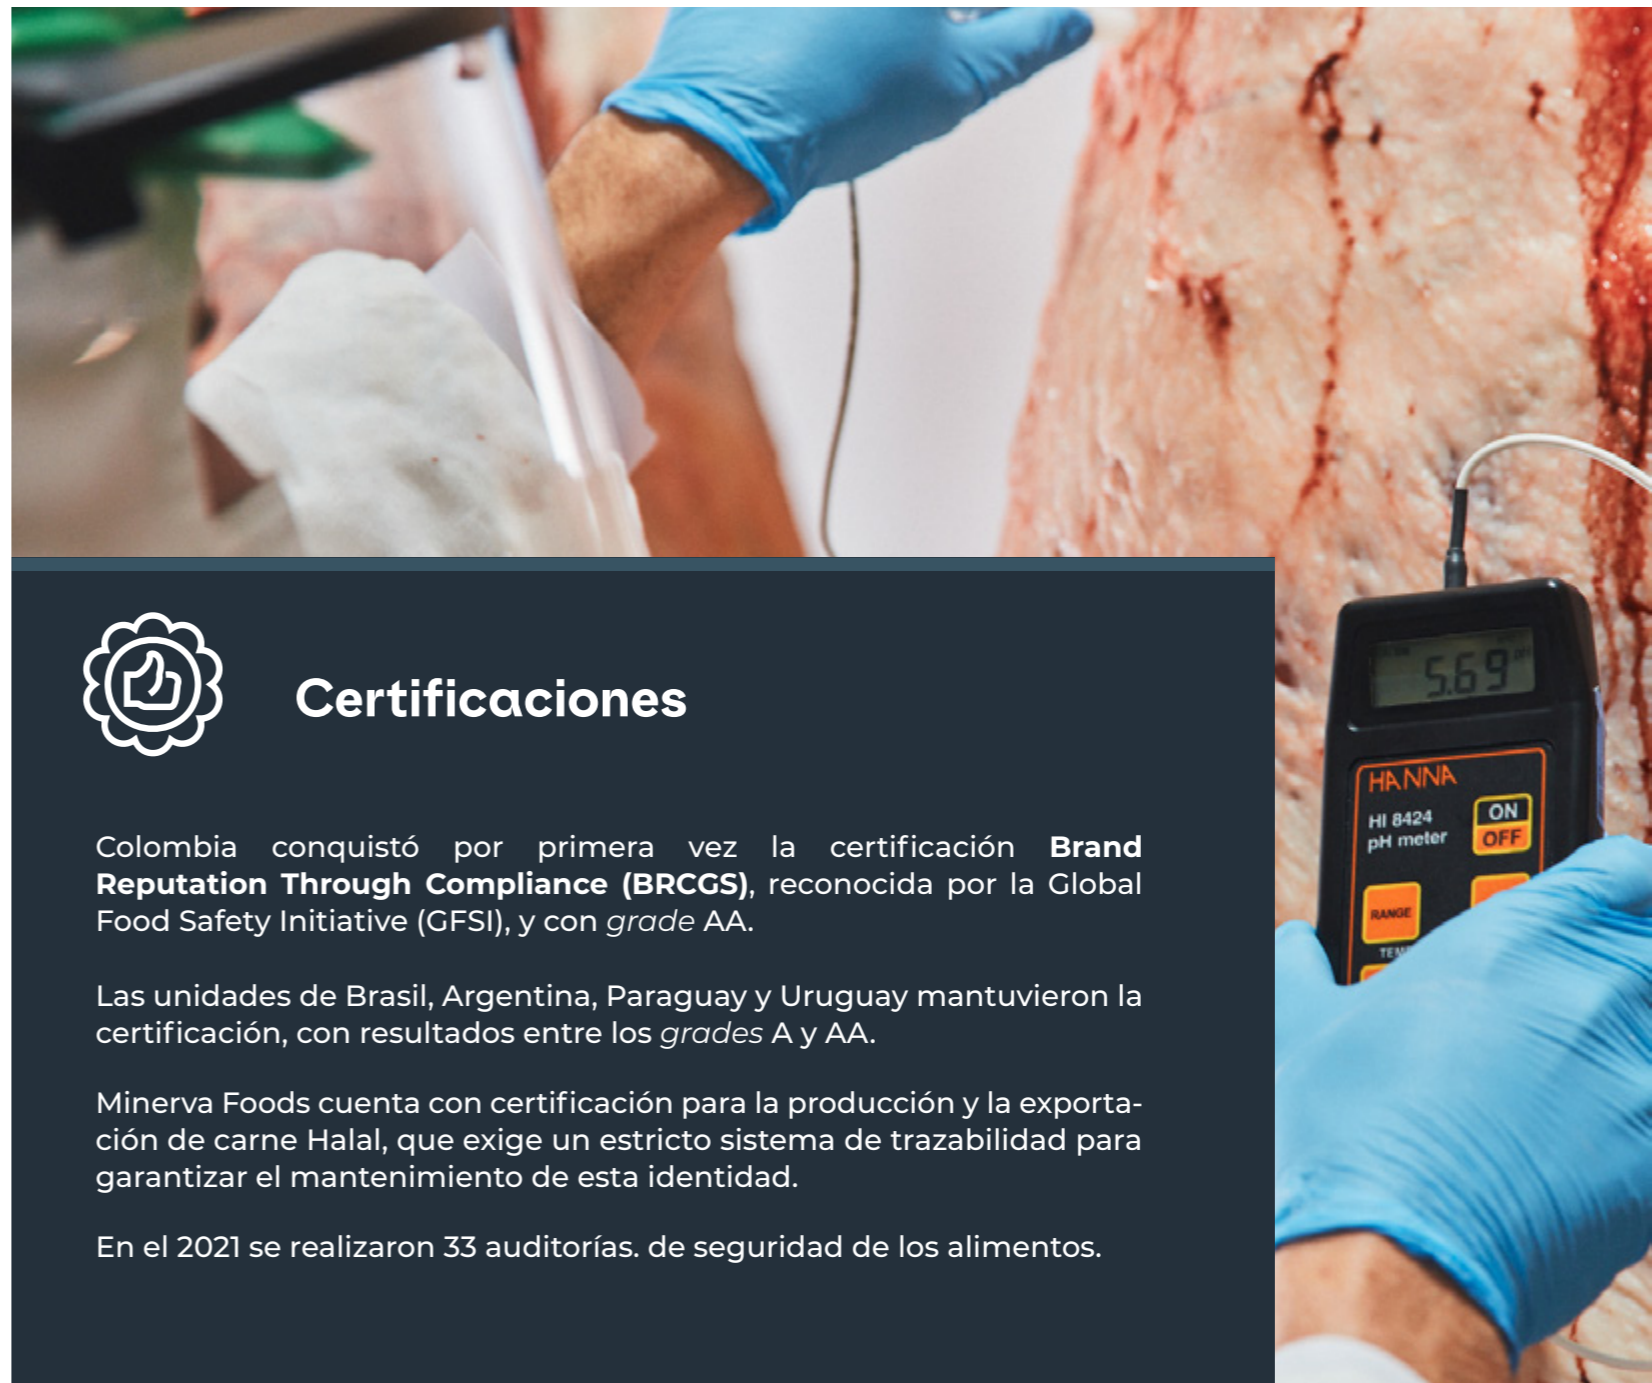 Certificaciones
Colombia conquistó por primera vez la certificación Brand
Reputation Through Compliance (BRCGS), reconocida por la Global
Food Safety Initiative (GFSI), y con grade AA.
Las unidades de Brasil, Argentina, Paraguay y Uruguay mantuvieron la
certificación, con resultados entre los grades A y AA.
Minerva Foods cuenta con certificación para la producción y la exporta-
ción de carne Halal, que exige un estricto sistema de trazabilidad para
garantizar el mantenimiento de esta identidad.
En el 2021 se realizaron 33 auditorías. de seguridad de los alimentos.
5.69 pH
HANNA
HI 8424
pH meter
ON
OFF
RANGE